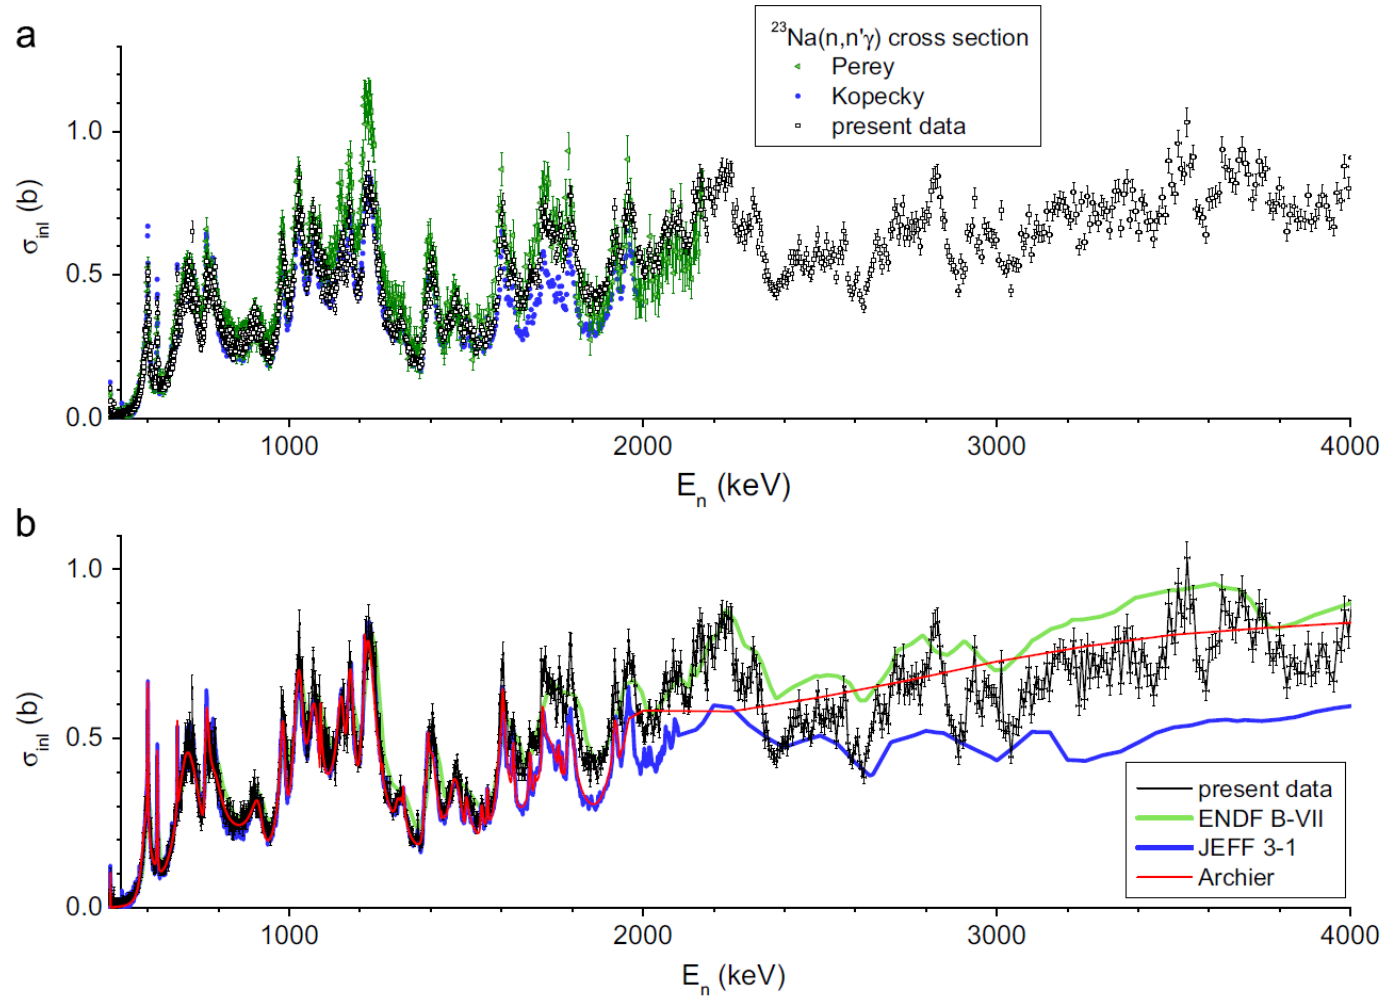 a
²³Na(n,n'γ) cross section
Perey
Kopecky
present data
1.0
0.5
0.0
σinl (b)
1000
2000
3000
4000
En (keV)
b
1.0
0.5
0.0
σinl (b)
present data
ENDF B-VII
JEFF 3-1
Archier
1000
2000
3000
4000
En (keV)